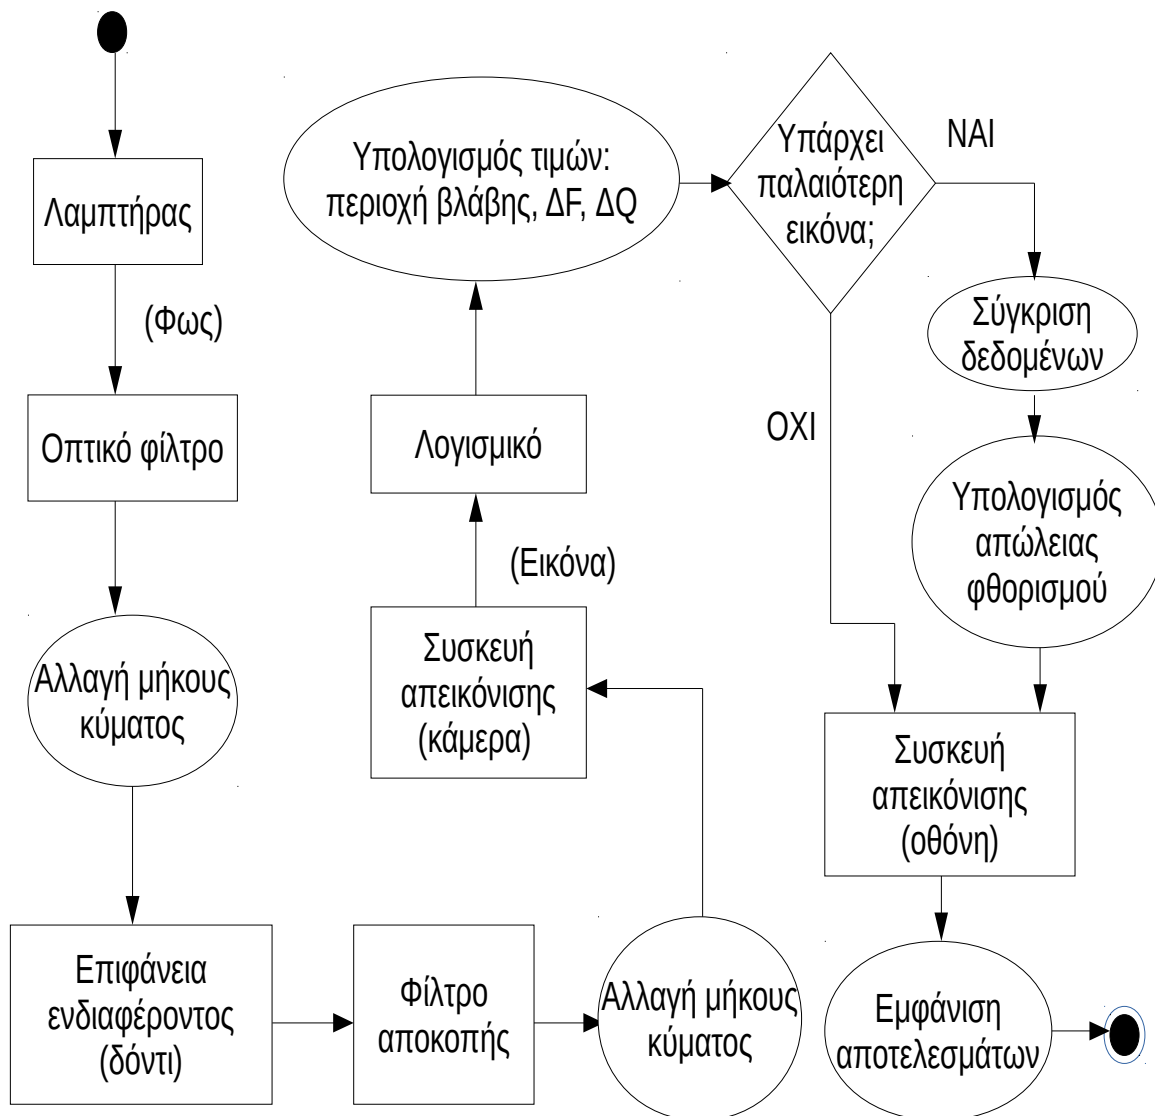 Λαμπτήρας
(Φως)
Οπτικό φίλτρο
Αλλαγή μήκους
κύματος
Επιφάνεια
ενδιαφέροντος
(δόντι)
Φίλτρο
αποκοπής
Αλλαγή μήκους
κύματος
Συσκευή
απεικόνισης
(κάμερα)
(Εικόνα)
Λογισμικό
Υπολογισμός τιμών:
περιοχή βλάβης, ΔF, ΔQ
Υπάρχει
παλαιότερη
εικόνα;
ΝΑΙ
Σύγκριση
δεδομένων
Υπολογισμός
απώλειας
φθορισμού
ΟΧΙ
Συσκευή
απεικόνισης
(οθόνη)
Εμφάνιση
αποτελεσμάτων